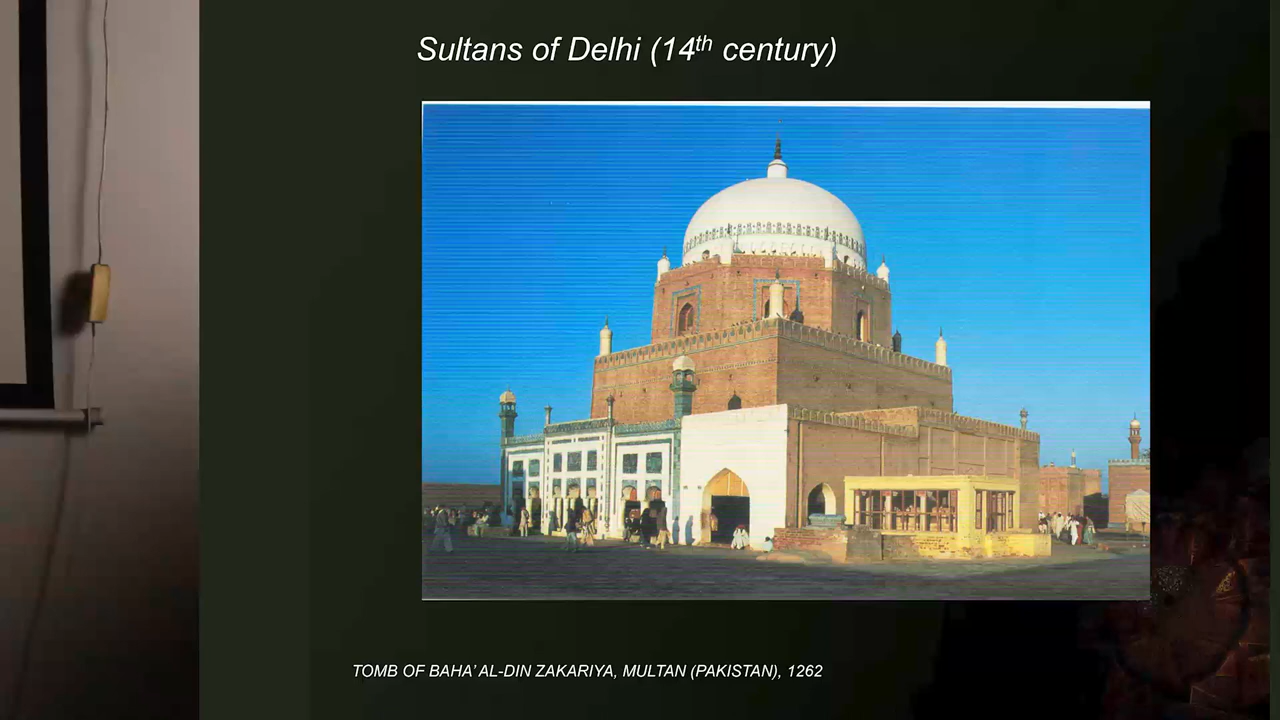 Sultans of Delhi (14th century)
TOMB OF BAHA' AL-DIN ZAKARIYA, MULTAN (PAKISTAN), 1262